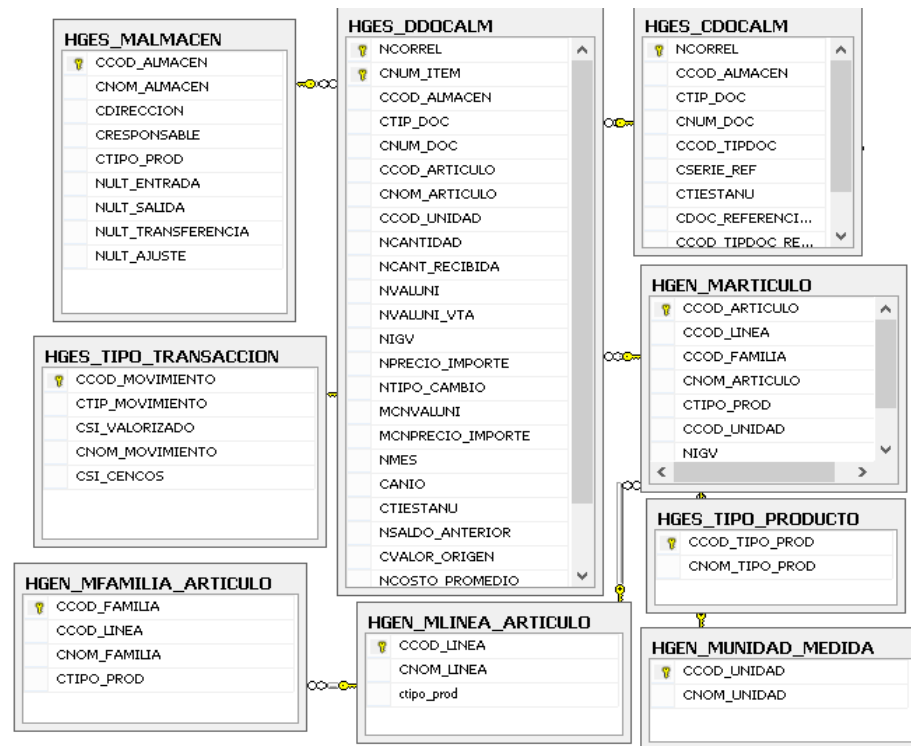 HGES_MALMACEN
CCOD_ALMACEN
CNOM_ALMACEN
CDIRECCION
CRESPONSABLE
CTIPO_PROD
NULT_ENTRADA
NULT_SALIDA
NULT_TRANSFERENCIA
NULT_AJUSTE
HGES_DDOCALM
NCORREL
CNUM_ITEM
CCOD_ALMACEN
CTIP_DOC
CNUM_DOC
CCOD_ARTICULO
CNOM_ARTICULO
CCOD_UNIDAD
NCANTIDAD
NCANT_RECIBIDA
NVALUNI
NVALUNI_VTA
NIGV
NPRECIO_IMPORTE
NTIPO_CAMBIO
MCNVALUNI
MCNPRECIO_IMPORTE
NMES
CANIO
CTIESTANU
NSALDO_ANTERIOR
CVALOR_ORIGEN
NCOSTO_PROMEDIO
HGES_CDOCALM
NCORREL
CCOD_ALMACEN
CTIP_DOC
CNUM_DOC
CCOD_TIPDOC
CSERIE_REF
CTIESTANU
CDOC_REFERENCI...
CCOD_TIPDOC_RE...
HGEN_MARTICULO
CCOD_ARTICULO
CCOD_LINEA
CCOD_FAMILIA
CNOM_ARTICULO
CTIPO_PROD
CCOD_UNIDAD
NIGV
HGES_TIPO_TRANSACCION
CCOD_MOVIMIENTO
CTIP_MOVIMIENTO
CSI_VALORIZADO
CNOM_MOVIMIENTO
CSI_CENCOS
HGES_TIPO_PRODUCTO
CCOD_TIPO_PROD
CNOM_TIPO_PROD
HGEN_MFAMILIA_ARTICULO
CCOD_FAMILIA
CCOD_LINEA
CNOM_FAMILIA
CTIPO_PROD
HGEN_MLINEA_ARTICULO
CCOD_LINEA
CNOM_LINEA
ctipo_prod
HGEN_MUNIDAD_MEDIDA
CCOD_UNIDAD
CNOM_UNIDAD